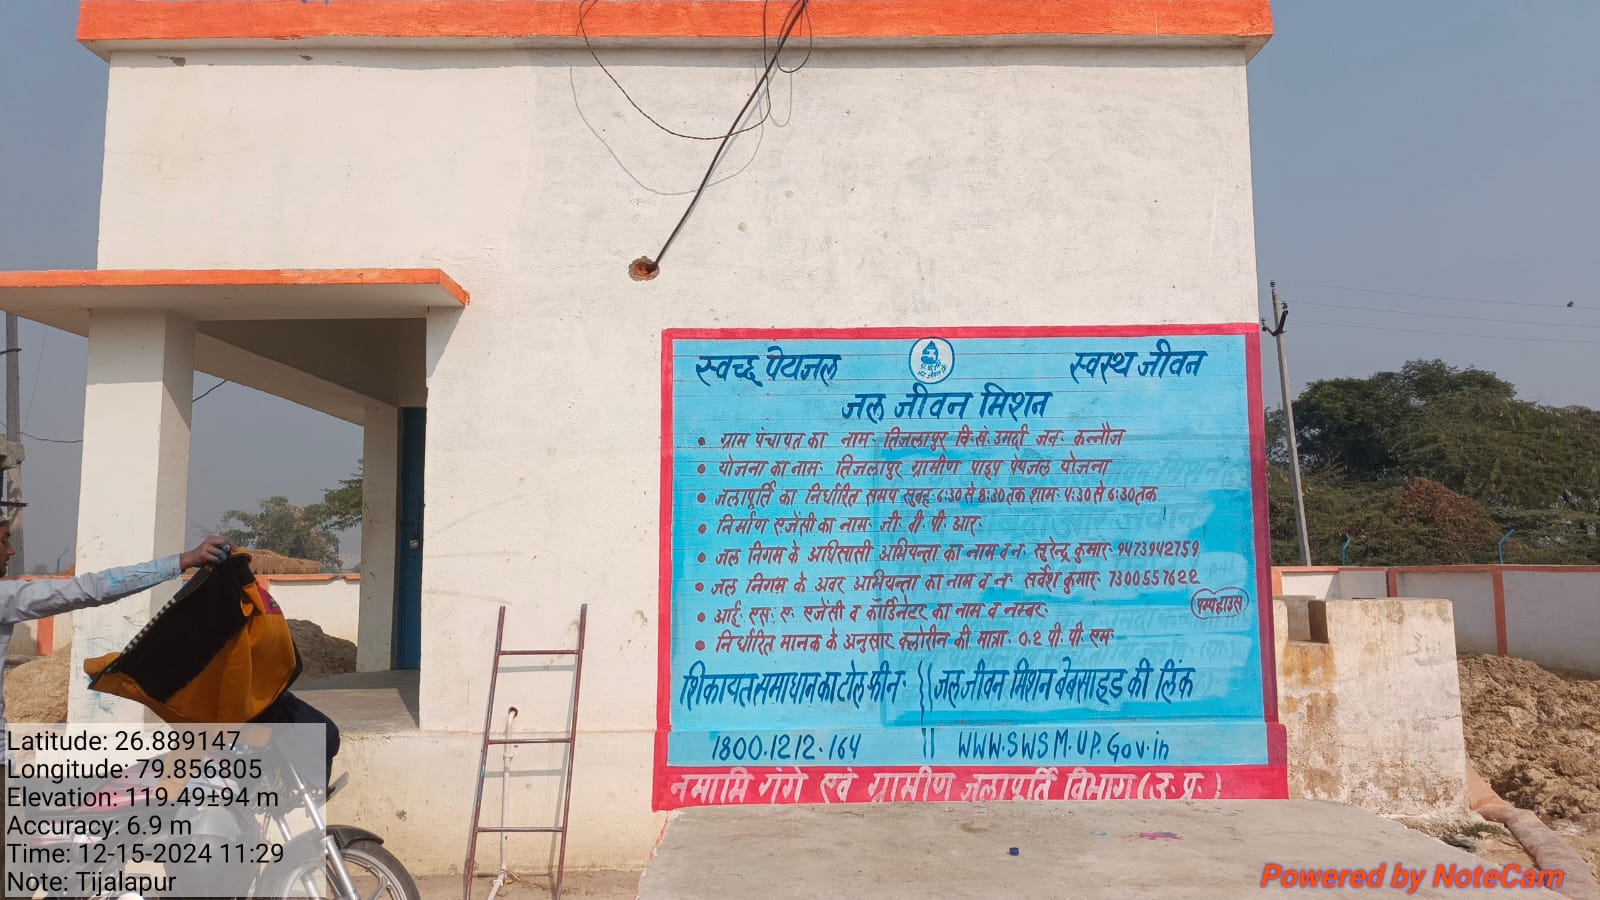 स्वच्छ पेयजल
स्वस्थ जीवन
जल जीवन मिशन
• ग्राम पंचायत का नाम:- तिजलापुर वि.खं. उमर्दा जन- कन्नौज
• योजना का नाम:- तिजलापुर ग्रामीण पाइप पेयजल योजना
• जलापूर्ति का निर्धारित समय सुबह:- 6:30 से 8:30 तक शाम:- 4:30 से 6:30 तक
• निर्माण एजेंसी का नाम:- जी. वी. पी. आर.
• जल निगम के अधिसासी अभियन्ता का नाम व नं- सुरेन्द्र कुमार- 9473942759
• जल निगम के अवर अभियन्ता का नाम व नं- सर्वेश कुमार- 7300557622
• आई. एस. ए. एजेंसी व कॉर्डिनेटर का नाम व नम्बर:-
पम्पहाउस
• निर्धारित मानक के अनुसार क्लोरीन की मात्रा:- 0.2 पी. पी. एम.
शिकायत समाधान का टोल फ्री नं- || जल जीवन मिशन वेबसाइड की लिंक
1800.1212.164 || WWW.SWSM.UP.Gov.in
नमामि गंगे एवं ग्रामीण जलापूर्ति विभाग (उ.प्र.)
Latitude: 26.889147
Longitude: 79.856805
Elevation: 119.49±94 m
Accuracy: 6.9 m
Time: 12-15-2024 11:29
Note: Tijalapur
Powered by NoteCam